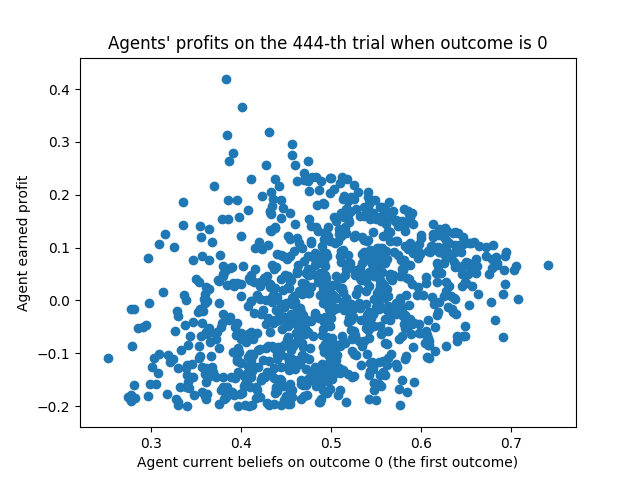 Agents' profits on the 444-th trial when outcome is 0
Agent earned profit
0.4
0.3
0.2
0.1
0.0
−0.1
−0.2
0.3 0.4 0.5 0.6 0.7
Agent current beliefs on outcome 0 (the first outcome)